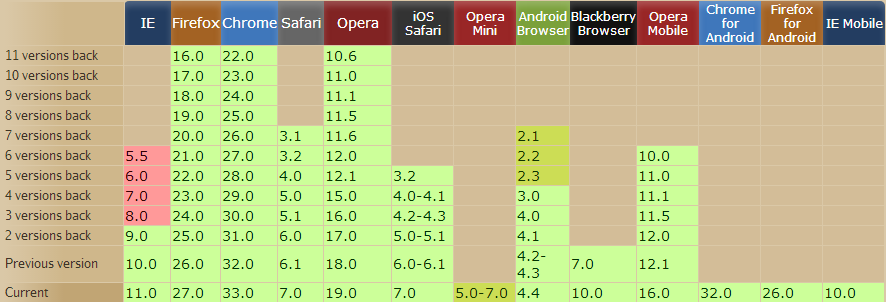 IE Firefox Chrome Safari Opera iOS Safari Opera Mini Android Browser Blackberry Browser Opera Mobile Chrome for Android Firefox for Android IE Mobile
11 versions back 16.0 22.0 10.6
10 versions back 17.0 23.0 11.0
9 versions back 18.0 24.0 11.1
8 versions back 19.0 25.0 11.5
7 versions back 20.0 26.0 3.1 11.6 2.1
6 versions back 5.5 21.0 27.0 3.2 12.0 2.2 10.0
5 versions back 6.0 22.0 28.0 4.0 12.1 3.2 2.3 11.0
4 versions back 7.0 23.0 29.0 5.0 15.0 4.0-4.1 3.0 11.1
3 versions back 8.0 24.0 30.0 5.1 16.0 4.2-4.3 4.0 11.5
2 versions back 9.0 25.0 31.0 6.0 17.0 5.0-5.1 4.1 12.0
Previous version 10.0 26.0 32.0 6.1 18.0 6.0-6.1 4.2-4.3 7.0 12.1
Current 11.0 27.0 33.0 7.0 19.0 7.0 5.0-7.0 4.4 10.0 16.0 32.0 26.0 10.0